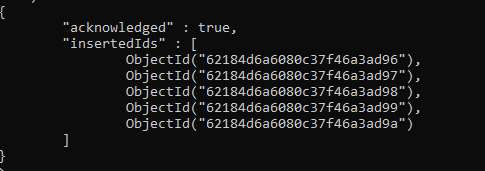 {
"acknowledged" : true,
"insertedIds" : [
ObjectId("62184d6a6080c37f46a3ad96"),
ObjectId("62184d6a6080c37f46a3ad97"),
ObjectId("62184d6a6080c37f46a3ad98"),
ObjectId("62184d6a6080c37f46a3ad99"),
ObjectId("62184d6a6080c37f46a3ad9a")
]
}